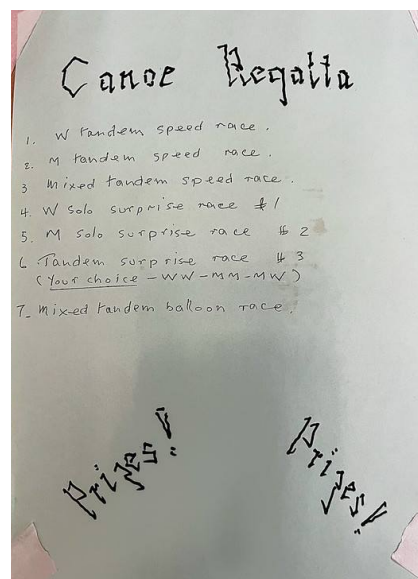 Canoe Regatta
1. W tandem speed race.
2. M tandem speed race.
3 Mixed tandem speed race.
4. W solo surprise race #1
5. M solo surprise race #2
6 Tandem surprise race #3
(Your choice - WW - MM - MW)
7. Mixed tandem balloon race.
Prizes!
Prizes!